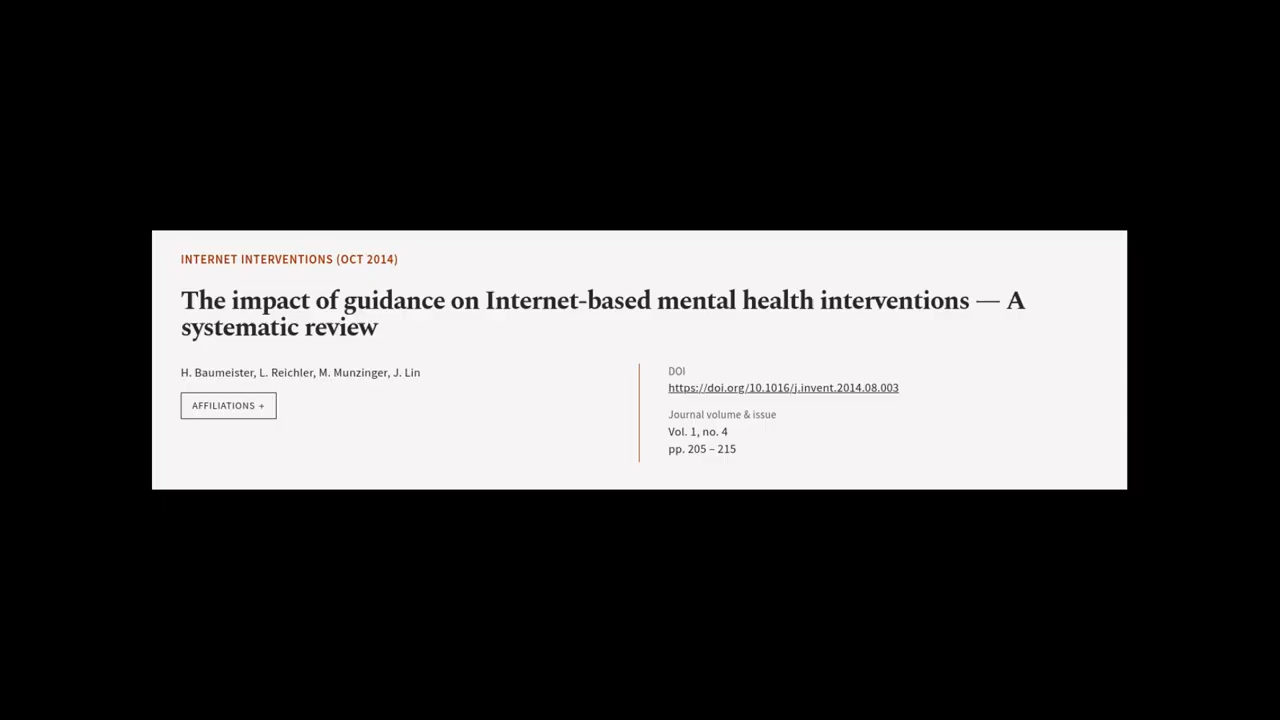 INTERNET INTERVENTIONS (OCT 2014)
The impact of guidance on Internet-based mental health interventions — A
systematic review
H. Baumeister, L. Reichler, M. Munzinger, J. Lin
AFFILIATIONS +
DOI
https://doi.org/10.1016/j.invent.2014.08.003
Journal volume & issue
Vol. 1, no. 4
pp. 205 – 215